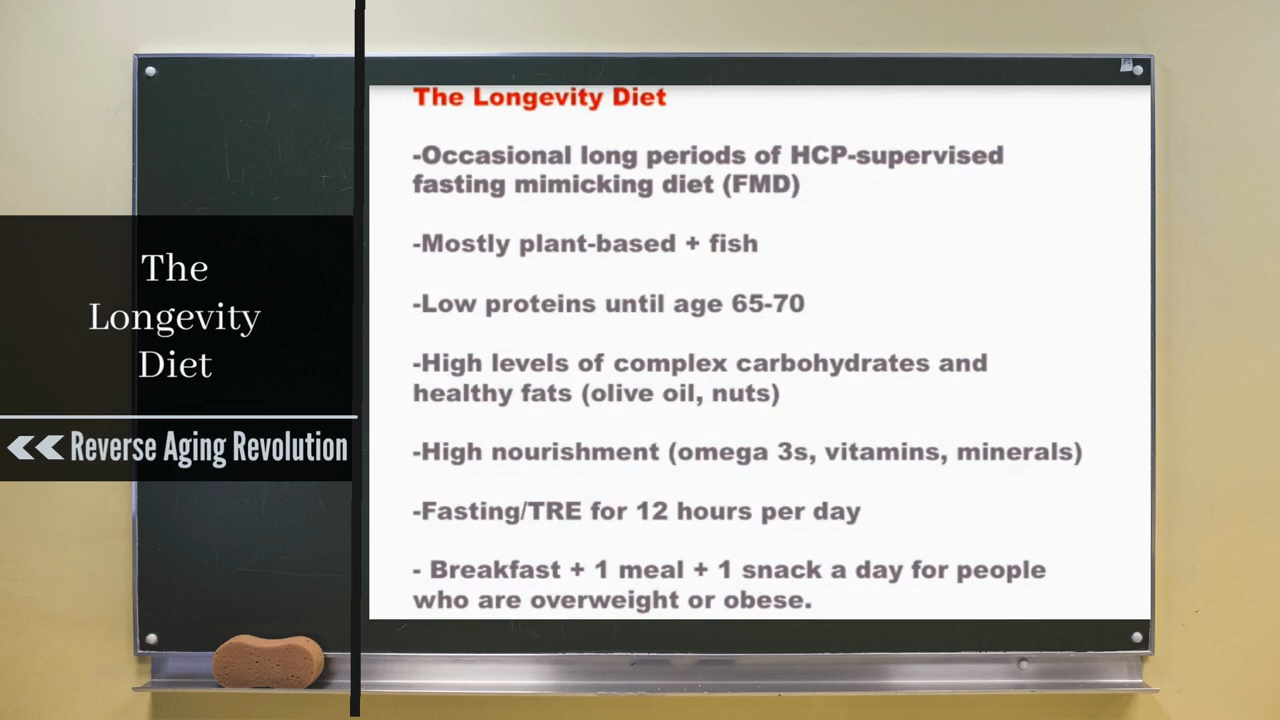 The
Longevity
Diet
Reverse Aging Revolution
The Longevity Diet
-Occasional long periods of HCP-supervised
fasting mimicking diet (FMD)
-Mostly plant-based + fish
-Low proteins until age 65-70
-High levels of complex carbohydrates and
healthy fats (olive oil, nuts)
-High nourishment (omega 3s, vitamins, minerals)
-Fasting/TRE for 12 hours per day
- Breakfast + 1 meal + 1 snack a day for people
who are overweight or obese.